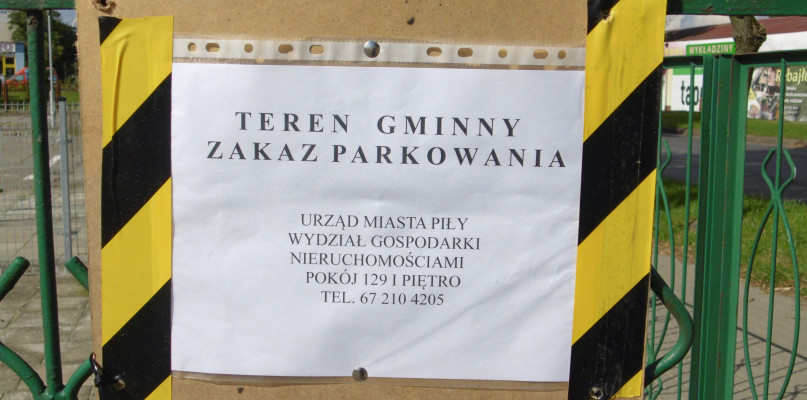 TEREN GMINNY
ZAKAZ PARKOWANIA
URZĄD MIASTA PIŁY
WYDZIAŁ GOSPODARKI
NIERUCHOMOŚCIAMI
POKÓJ 129 I PIĘTRO
TEL. 67 210 4205
WYKŁADZINY